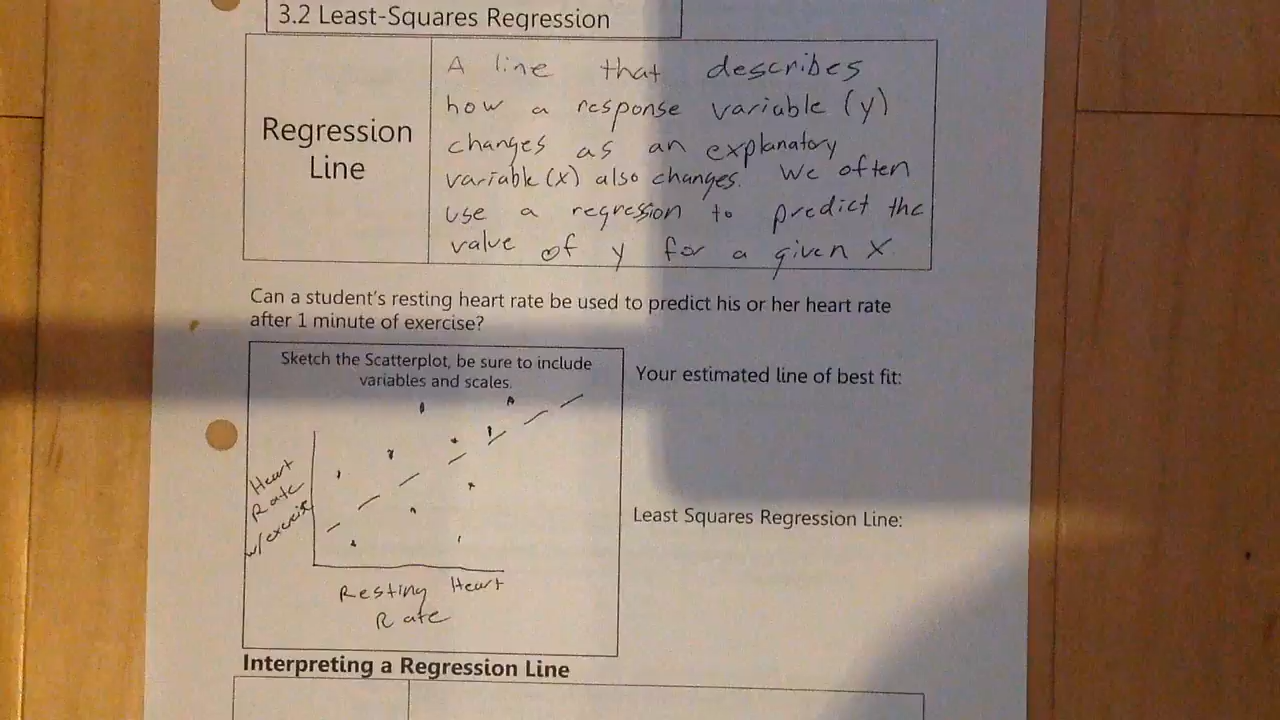 3.2 Least-Squares Regression
Regression
Line
A line that describes
how a response variable (y)
changes as an explanatory
variable (x) also changes. We often
use a regression to predict the
value of y for a given x
Can a student's resting heart rate be used to predict his or her heart rate
after 1 minute of exercise?
Sketch the Scatterplot, be sure to include
variables and scales.
Heart
Rate
w/exercise
Resting Heart
Rate
Your estimated line of best fit:
Least Squares Regression Line:
Interpreting a Regression Line